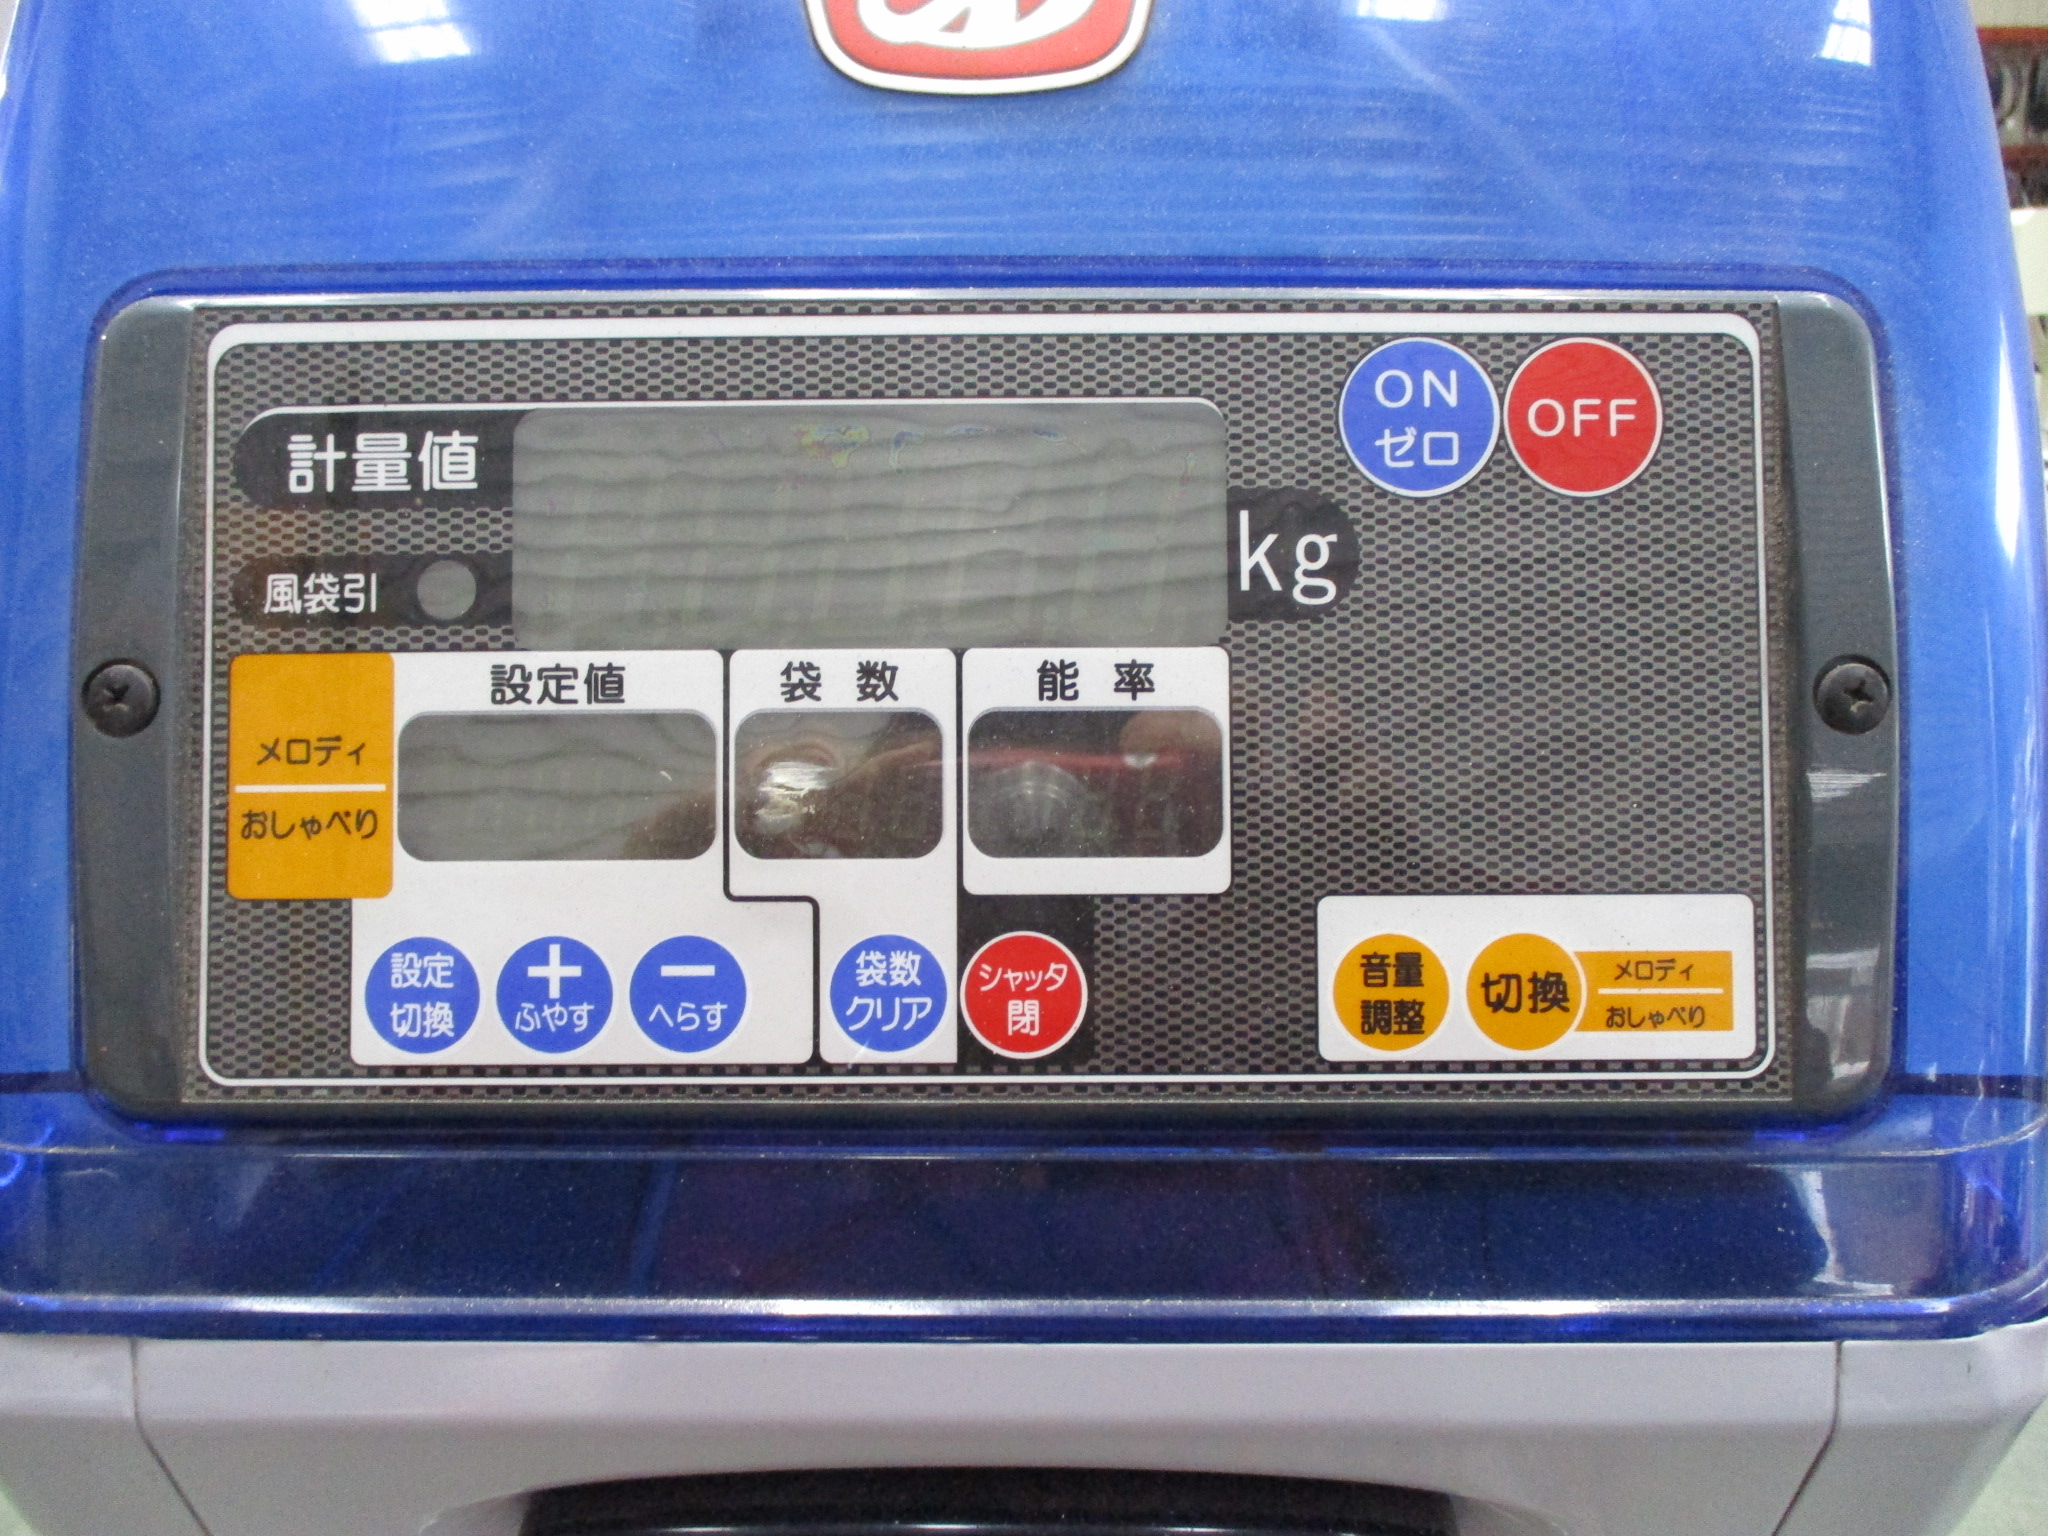 ON
ゼロ
OFF
計量値
kg
風袋引
メロディ
おしゃべり
設定値
袋数
能率
設定
切換
+
ふやす
-
へらす
袋数
クリア
シャッタ
閉
音量
調整
切換
メロディ
おしゃべり